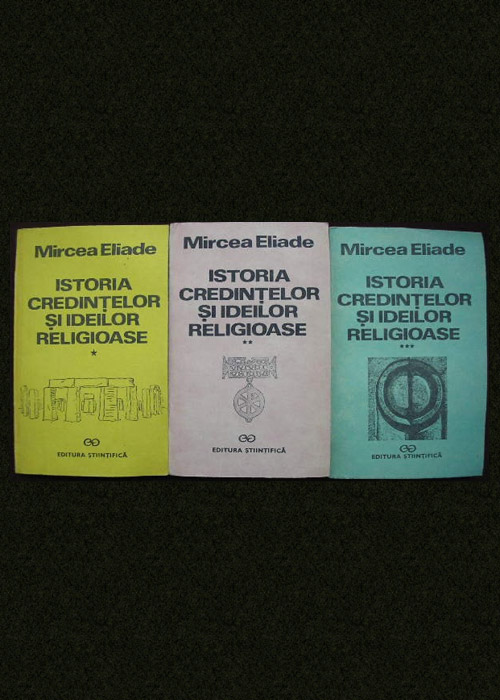 Mircea Eliade
ISTORIA
CREDINȚELOR
ȘI IDEILOR
RELIGIOASE
*
EDITURA ȘTIINȚIFICĂ
Mircea Eliade
ISTORIA
CREDINȚELOR
ȘI IDEILOR
RELIGIOASE
**
EDITURA ȘTIINȚIFICĂ
Mircea Eliade
ISTORIA
CREDINȚELOR
ȘI IDEILOR
RELIGIOASE
***
EDITURA ȘTIINȚIFICĂ